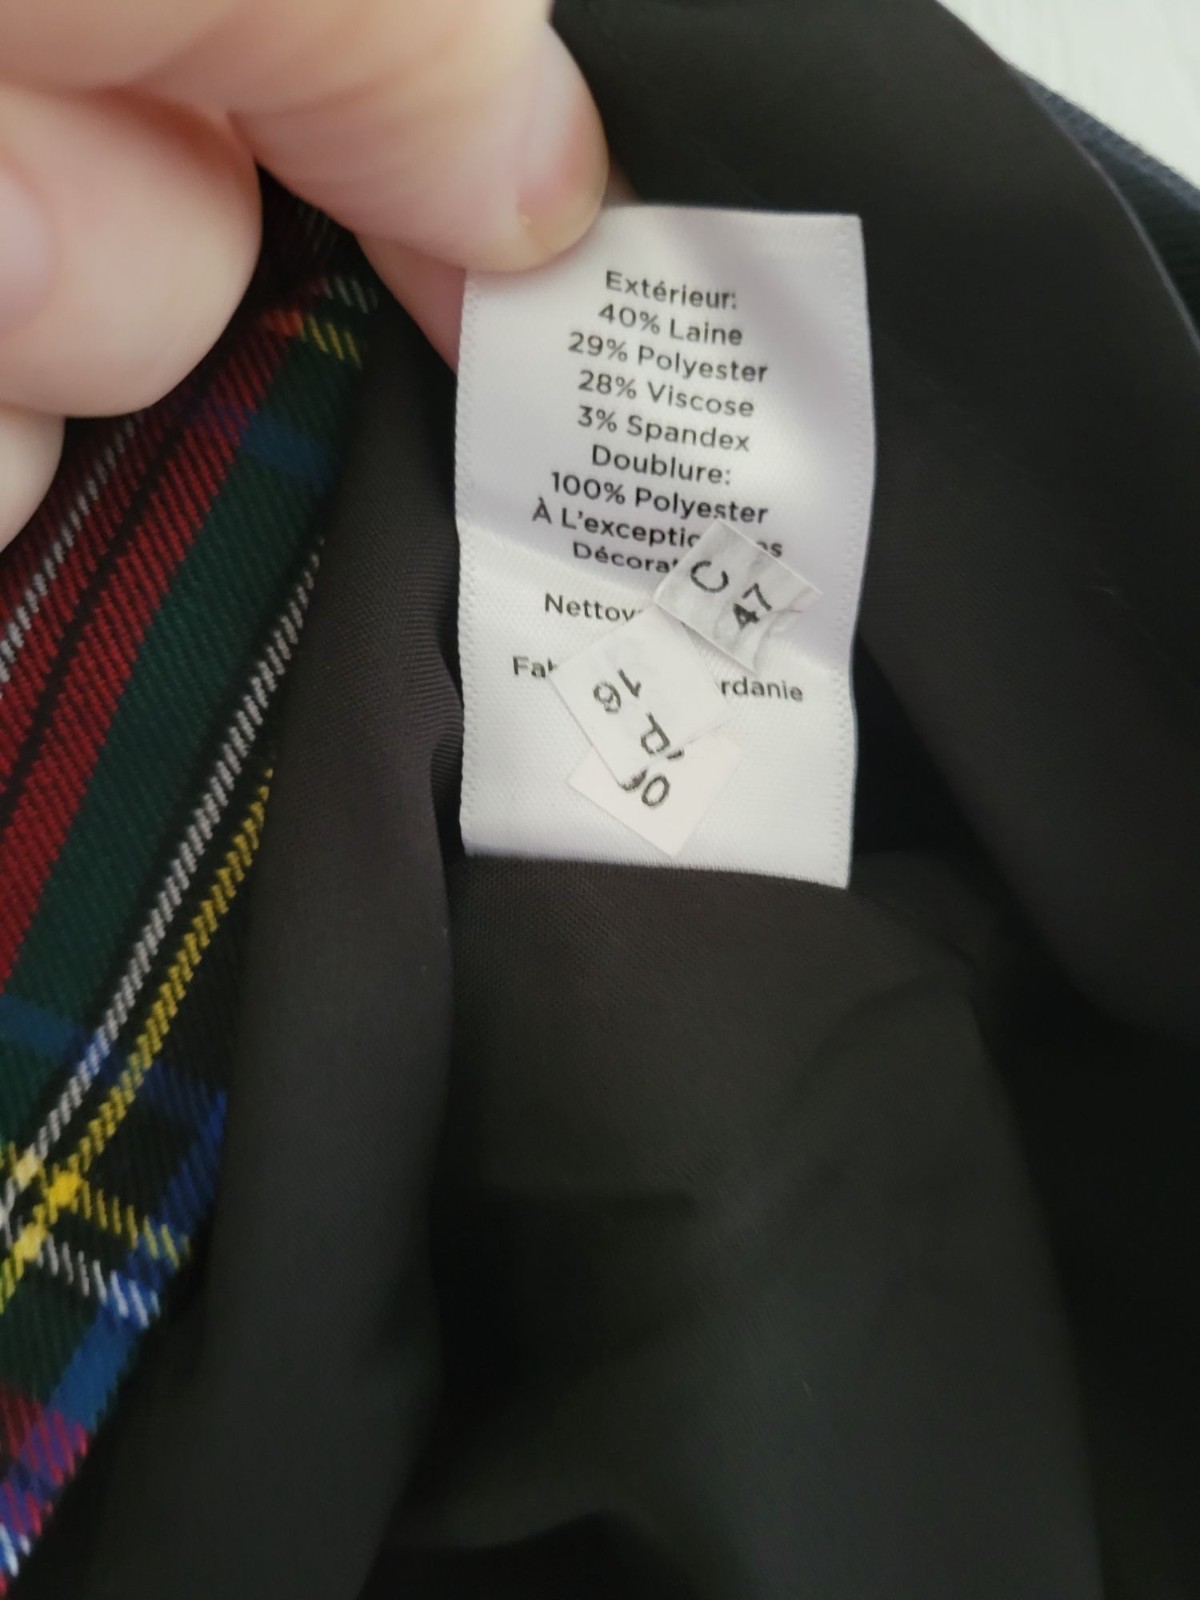 Extérieur:
40% Laine
29% Polyester
28% Viscose
3% Spandex
Doublure:
100% Polyester
À L'exceptio
Décorat
Nettoy
rdanie
C
47
16